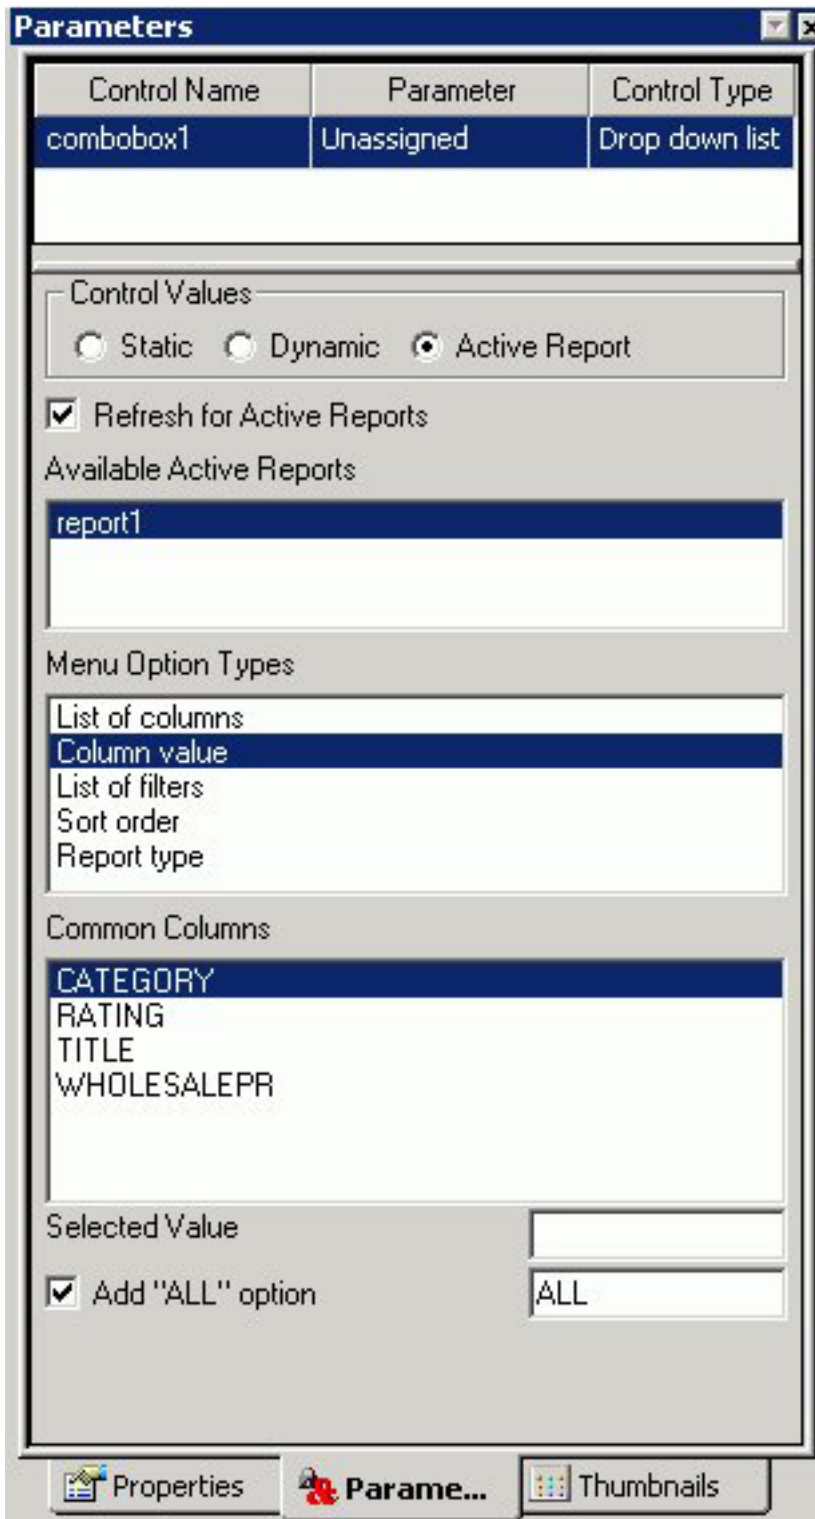 Parameters
Control Name Parameter Control Type
combobox1 Unassigned Drop down list
Control Values
Static Dynamic Active Report
Refresh for Active Reports
Available Active Reports
report1
Menu Option Types
List of columns
Column value
List of filters
Sort order
Report type
Common Columns
CATEGORY
RATING
TITLE
WHOLESALEPR
Selected Value
Add "ALL" option ALL
Properties Parame... Thumbnails